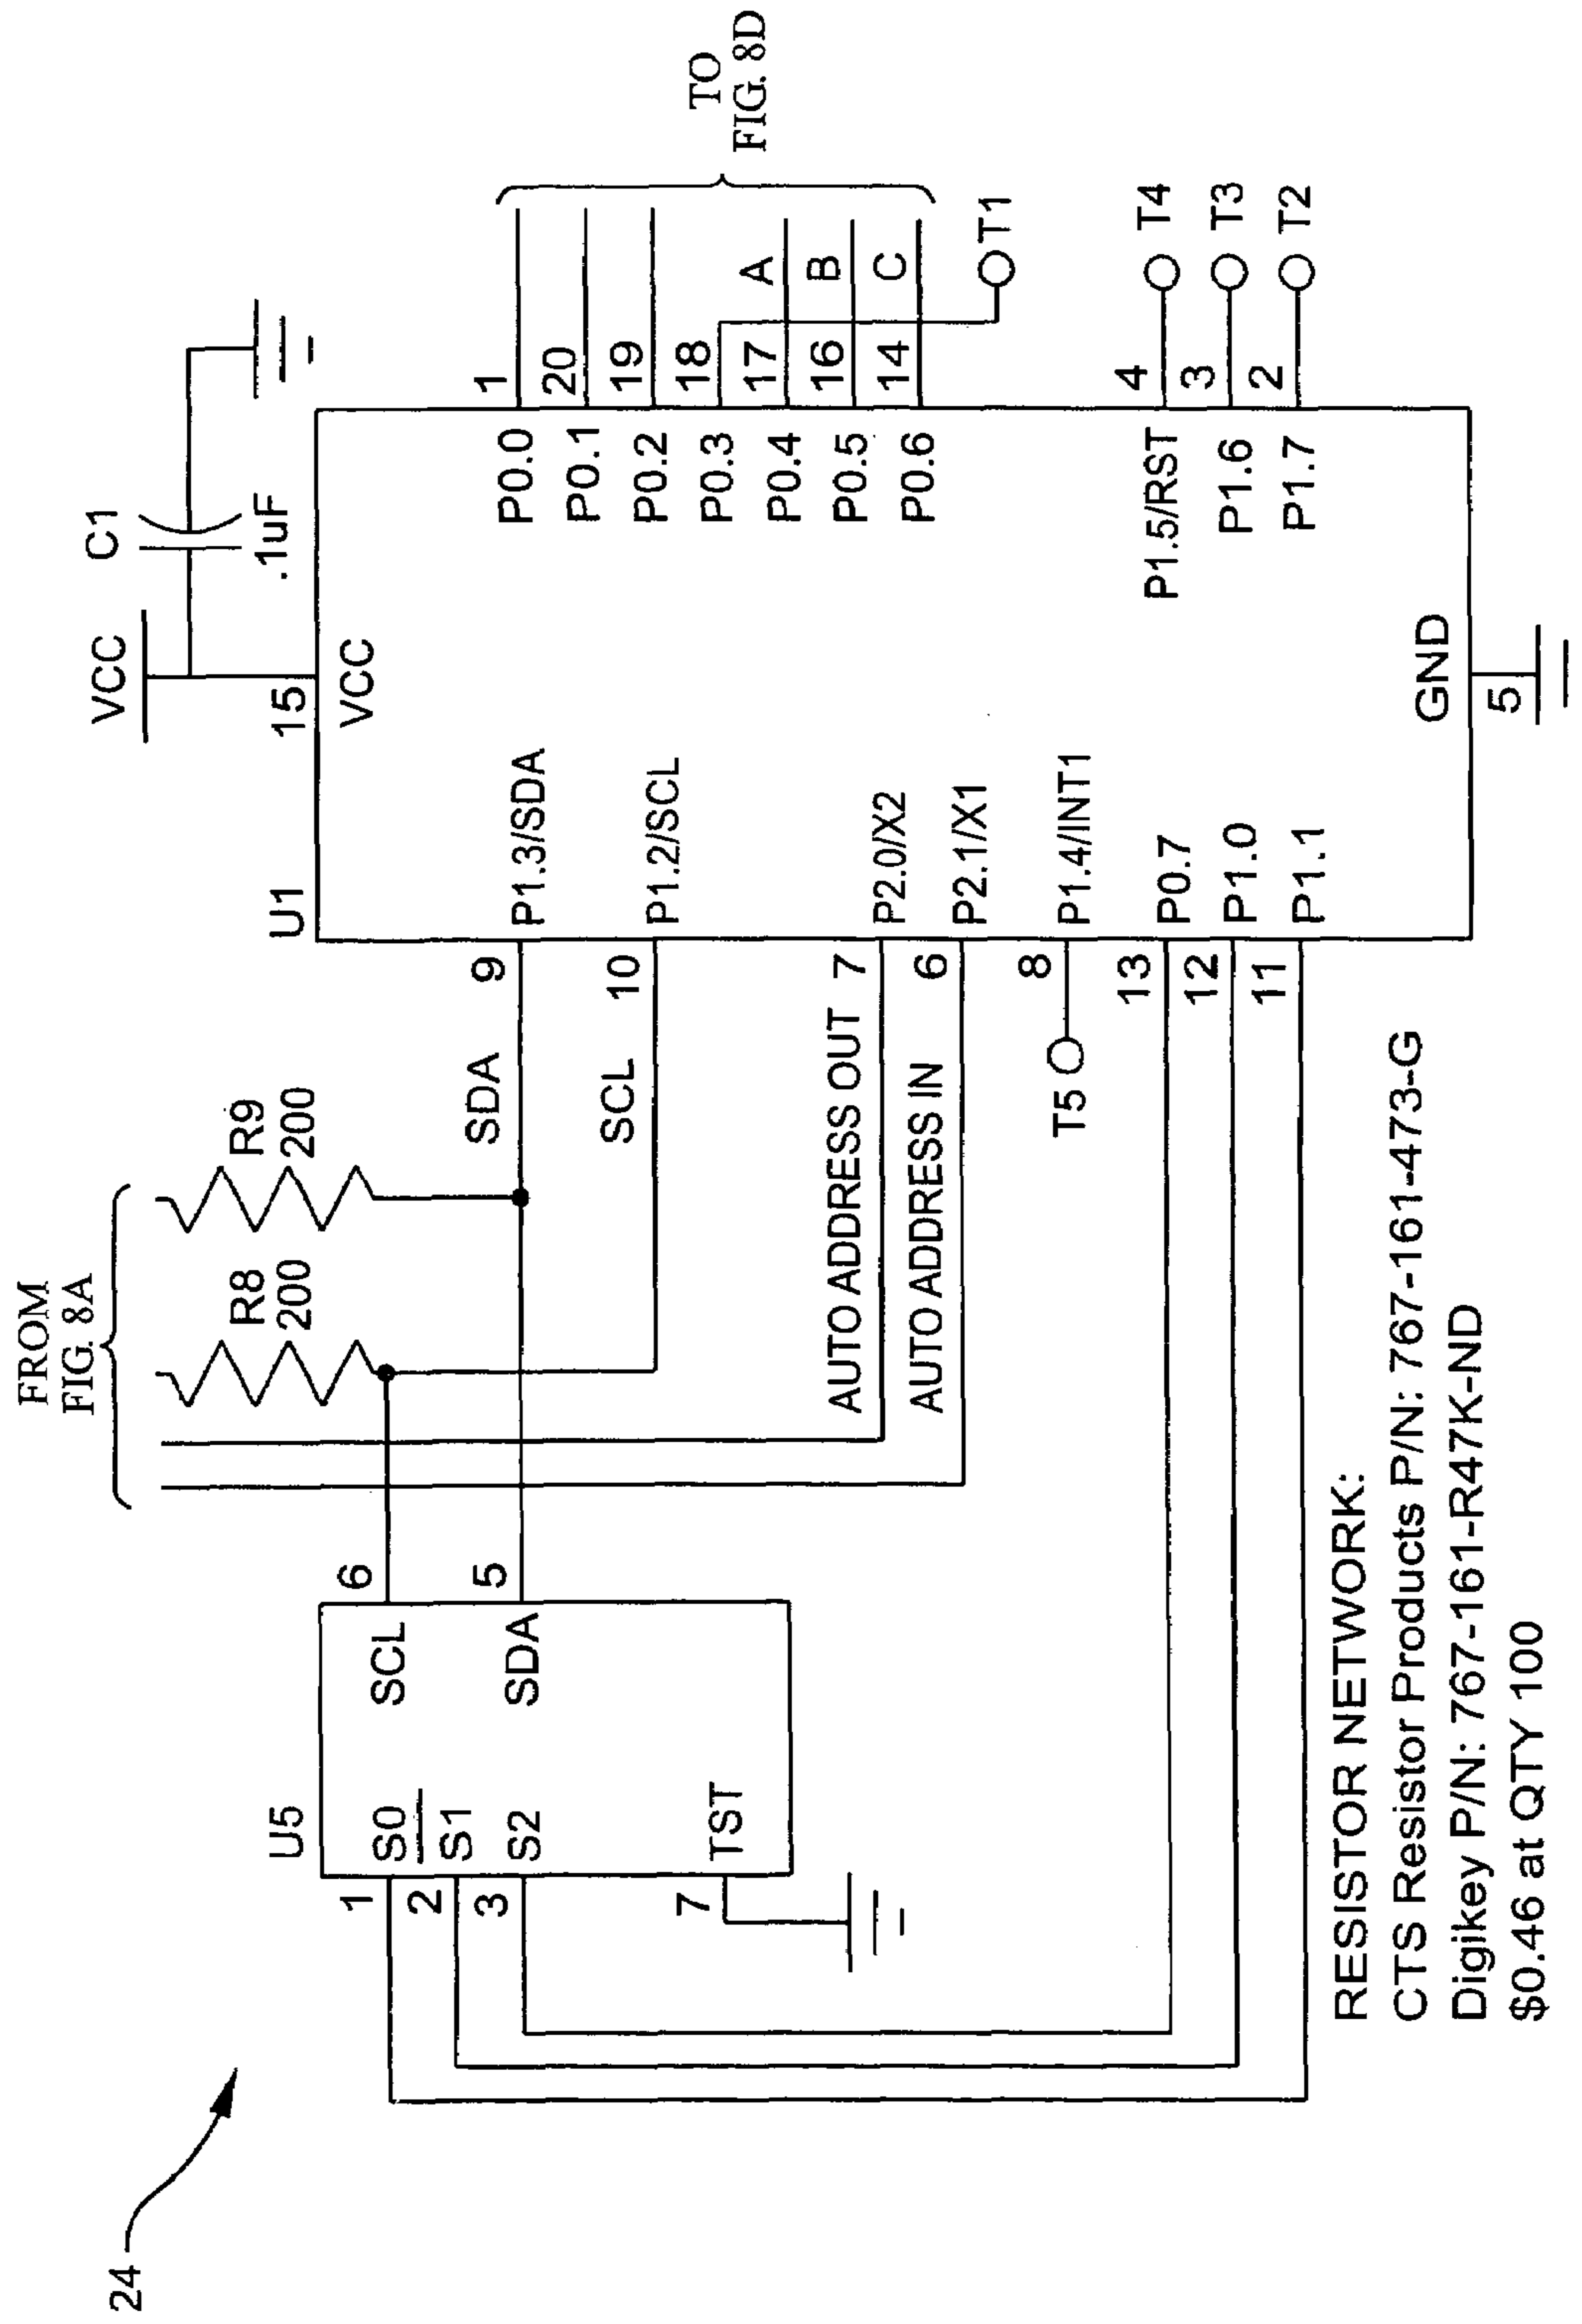 FROM
FIG. 8A
VCC
C1
.1uF
R8
200
R9
200
U5
S0
S1
S2
TST
SCL
SDA
1
2
3
7
6
5
SDA
SCL
AUTO ADDRESS OUT
AUTO ADDRESS IN
T5
9
10
7
6
8
13
12
11
U1
15
VCC
P1.3/SDA
P1.2/SCL
P2.0/X2
P2.1/X1
P1.4/INT1
P0.7
P1.0
P1.1
GND
5
P0.0
P0.1
P0.2
P0.3
P0.4
P0.5
P0.6
P1.5/RST
P1.6
P1.7
1
20
19
18
17
16
14
4
3
2
A
B
C
T1
T4
T3
T2
TO
FIG. 8D
24
RESISTOR NETWORK:
CTS Resistor Products P/N: 767-161-473-G
Digikey P/N: 767-161-R47K-ND
$0.46 at QTY 100